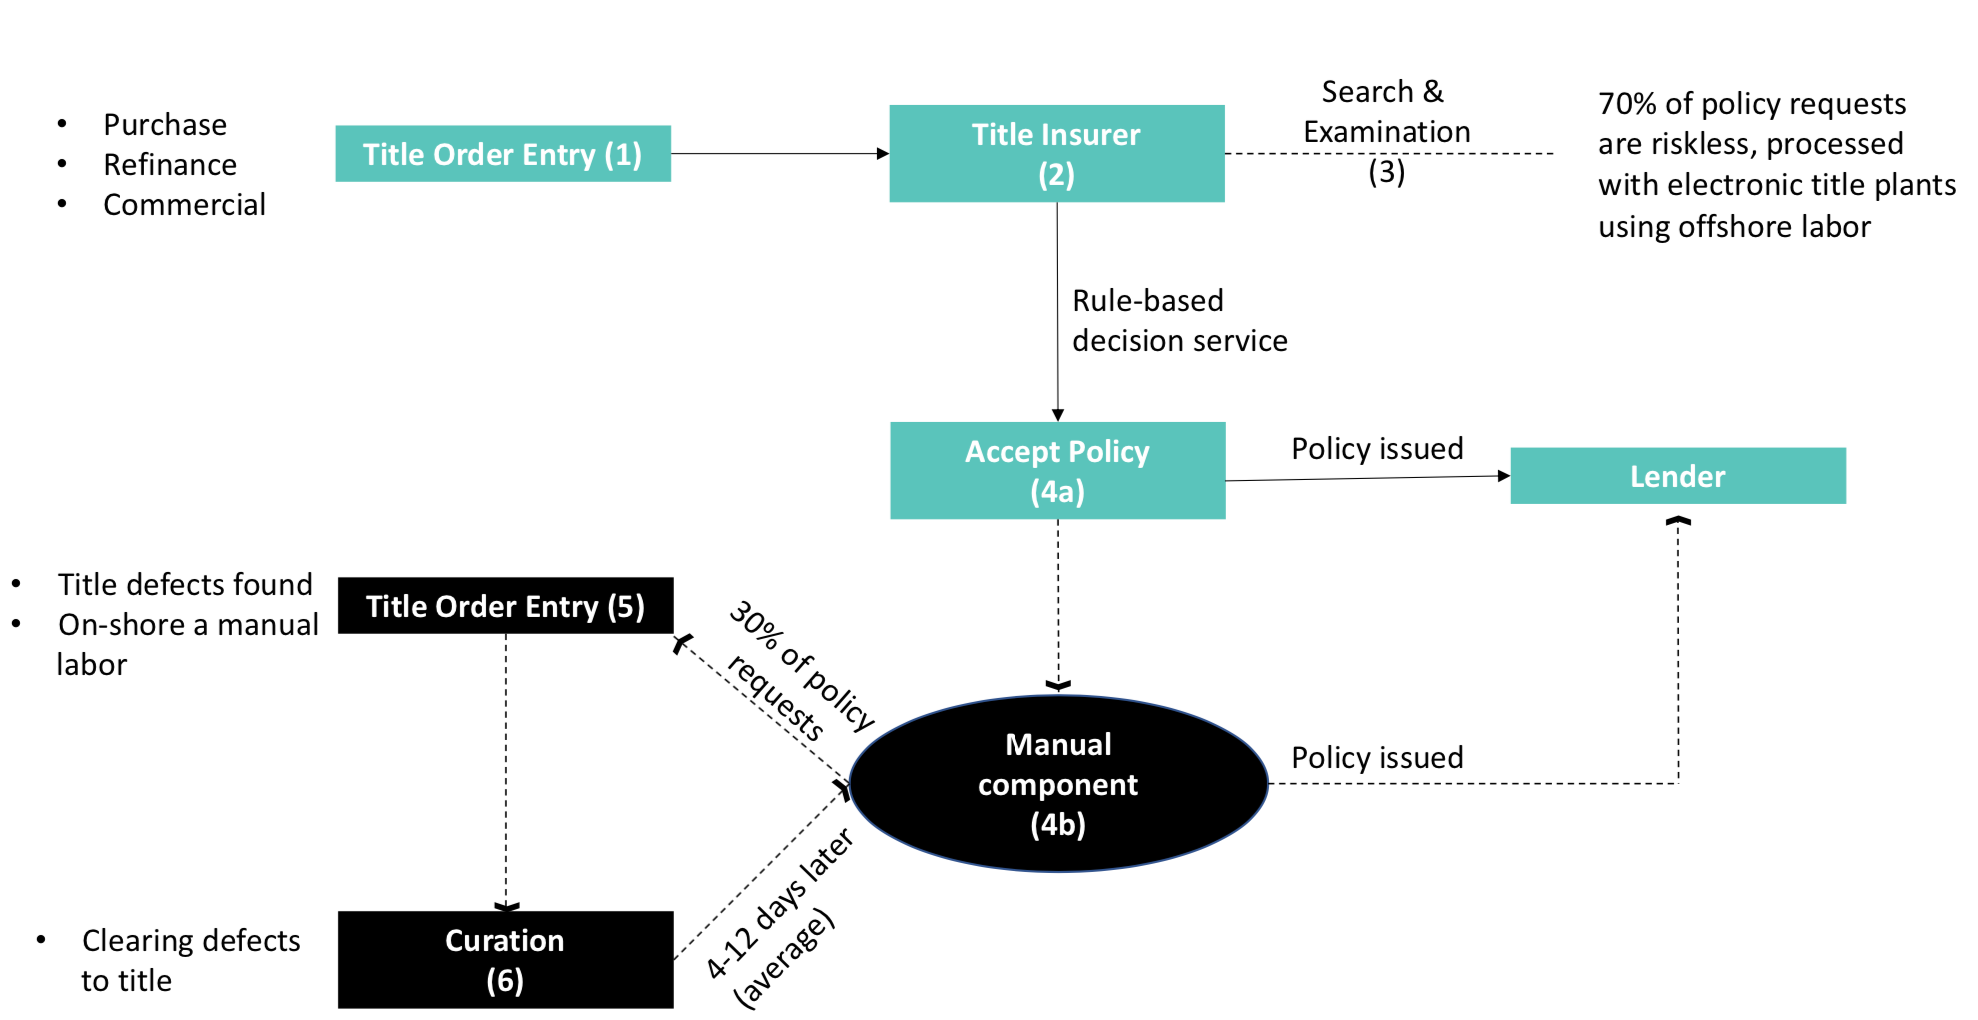 • Purchase
• Refinance
• Commercial
Title Order Entry (1)
Title Insurer
(2)
Search &
Examination
(3)
70% of policy requests
are riskless, processed
with electronic title plants
using offshore labor
Rule-based
decision service
Accept Policy
(4a)
Policy issued
Lender
• Title defects found
• On-shore a manual
labor
Title Order Entry (5)
30% of policy
requests
Manual
component
(4b)
Policy issued
• Clearing defects
to title
Curation
(6)
4-12 days later
(average)